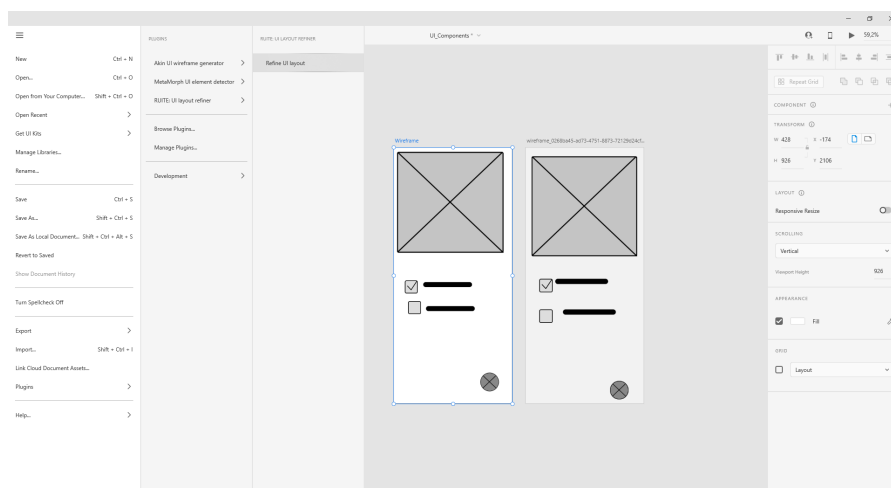 New Ctrl + N
Open... Ctrl + O
Open from Your Computer... Shift + Ctrl + O
Open Recent
Get UI Kits
Manage Libraries...
Rename...
Save Ctrl + S
Save As... Shift + Ctrl + S
Save As Local Document... Shift + Ctrl + Alt + S
Revert to Saved
Show Document History
Turn Spellcheck Off
Export
Import... Shift + Ctrl + I
Link Cloud Document Assets...
Plugins
Help...
PLUGINS
Akin UI wireframe generator
MetaMorph UI element detector
RUITE: UI layout refiner
Browse Plugins...
Manage Plugins...
Development
RUITE: UI LAYOUT REFINER
Refine UI layout
UI_Components *
59,2%
Wireframe
Repeat Grid
COMPONENT
TRANSFORM
W 428 X -174
H 926 Y 2106
LAYOUT
Responsive Resize
SCROLLING
Vertical
Viewport Height 926
APPEARANCE
Fill
GRID
Layout